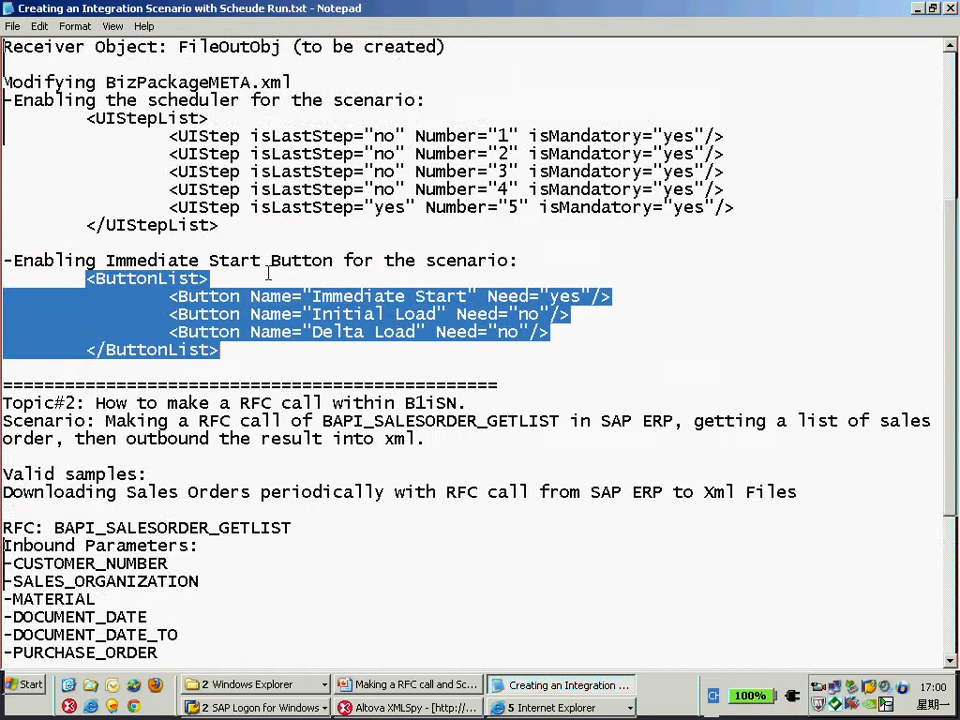 Creating an Integration Scenario with Scheude Run.txt - Notepad
File Edit Format View Help
Receiver Object: FileOutObj (to be created)
Modifying BizPackageMETA.xml
-Enabling the scheduler for the scenario:
<UIStepList>
<UIStep isLastStep="no" Number="1" isMandatory="yes"/>
<UIStep isLastStep="no" Number="2" isMandatory="yes"/>
<UIStep isLastStep="no" Number="3" isMandatory="yes"/>
<UIStep isLastStep="no" Number="4" isMandatory="yes"/>
<UIStep isLastStep="yes" Number="5" isMandatory="yes"/>
</UIStepList>
-Enabling Immediate Start Button for the scenario:
<ButtonList>
<Button Name="Immediate Start" Need="yes"/>
<Button Name="Initial Load" Need="no"/>
<Button Name="Delta Load" Need="no"/>
</ButtonList>
================================================
Topic#2: How to make a RFC call within B1iSN.
Scenario: Making a RFC call of BAPI_SALESORDER_GETLIST in SAP ERP, getting a list of sales
order, then outbound the result into xml.
Valid samples:
Downloading Sales Orders periodically with RFC call from SAP ERP to Xml Files
RFC: BAPI_SALESORDER_GETLIST
Inbound Parameters:
-CUSTOMER_NUMBER
-SALES_ORGANIZATION
-MATERIAL
-DOCUMENT_DATE
-DOCUMENT_DATE_TO
-PURCHASE_ORDER
Start
2 Windows Explorer
Making a RFC call and Sc...
Creating an Integration ...
100%
17:00
2 SAP Logon for Windows
Altova XMLSpy - [http://...
5 Internet Explorer
星期一